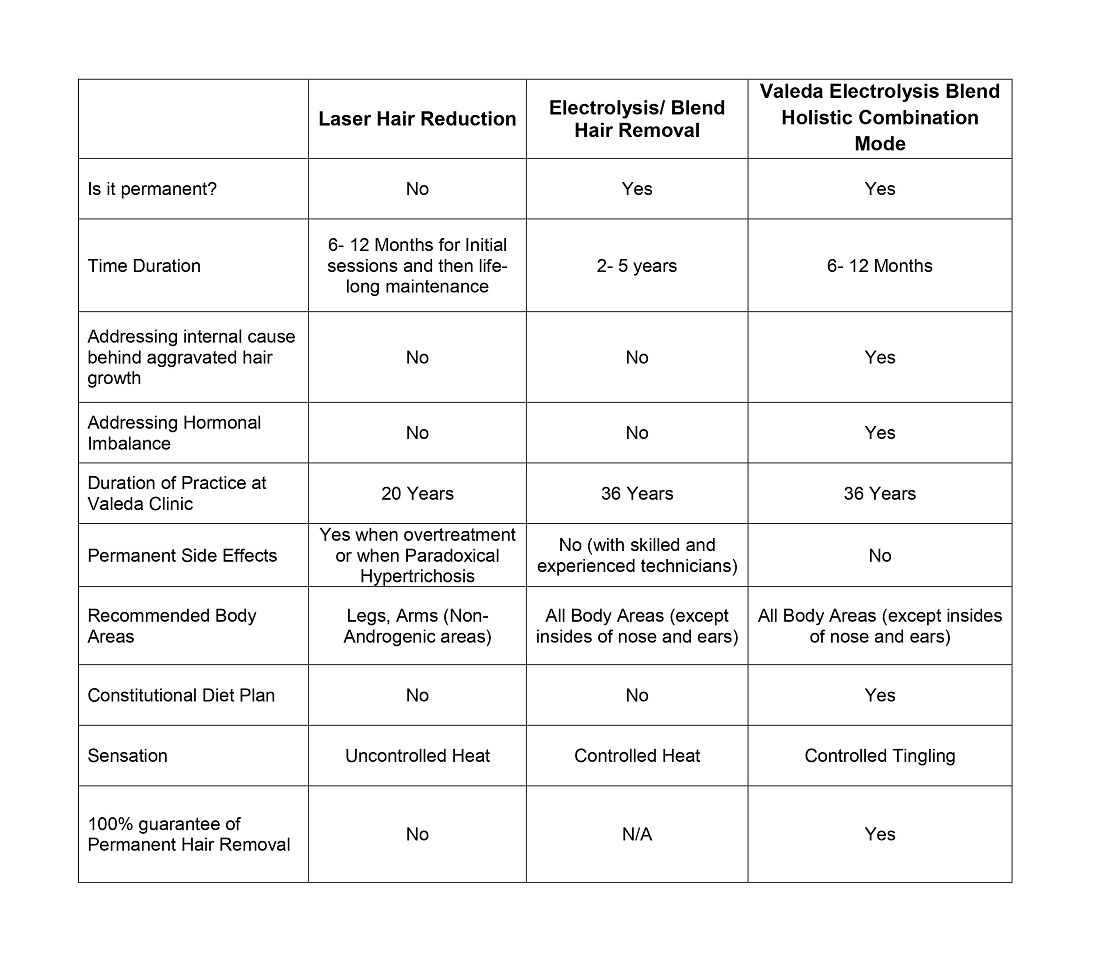 Laser Hair Reduction
Electrolysis/ Blend
Hair Removal
Valeda Electrolysis Blend
Holistic Combination
Mode
Is it permanent?
No
Yes
Yes
Time Duration
6- 12 Months for Initial
sessions and then life-
long maintenance
2- 5 years
6- 12 Months
Addressing internal cause
behind aggravated hair
growth
No
No
Yes
Addressing Hormonal
Imbalance
No
No
Yes
Duration of Practice at
Valeda Clinic
20 Years
36 Years
36 Years
Permanent Side Effects
Yes when overtreatment
or when Paradoxical
Hypertrichosis
No (with skilled and
experienced technicians)
No
Recommended Body
Areas
Legs, Arms (Non-
Androgenic areas)
All Body Areas (except
insides of nose and ears)
All Body Areas (except insides
of nose and ears)
Constitutional Diet Plan
No
No
Yes
Sensation
Uncontrolled Heat
Controlled Heat
Controlled Tingling
100% guarantee of
Permanent Hair Removal
No
N/A
Yes